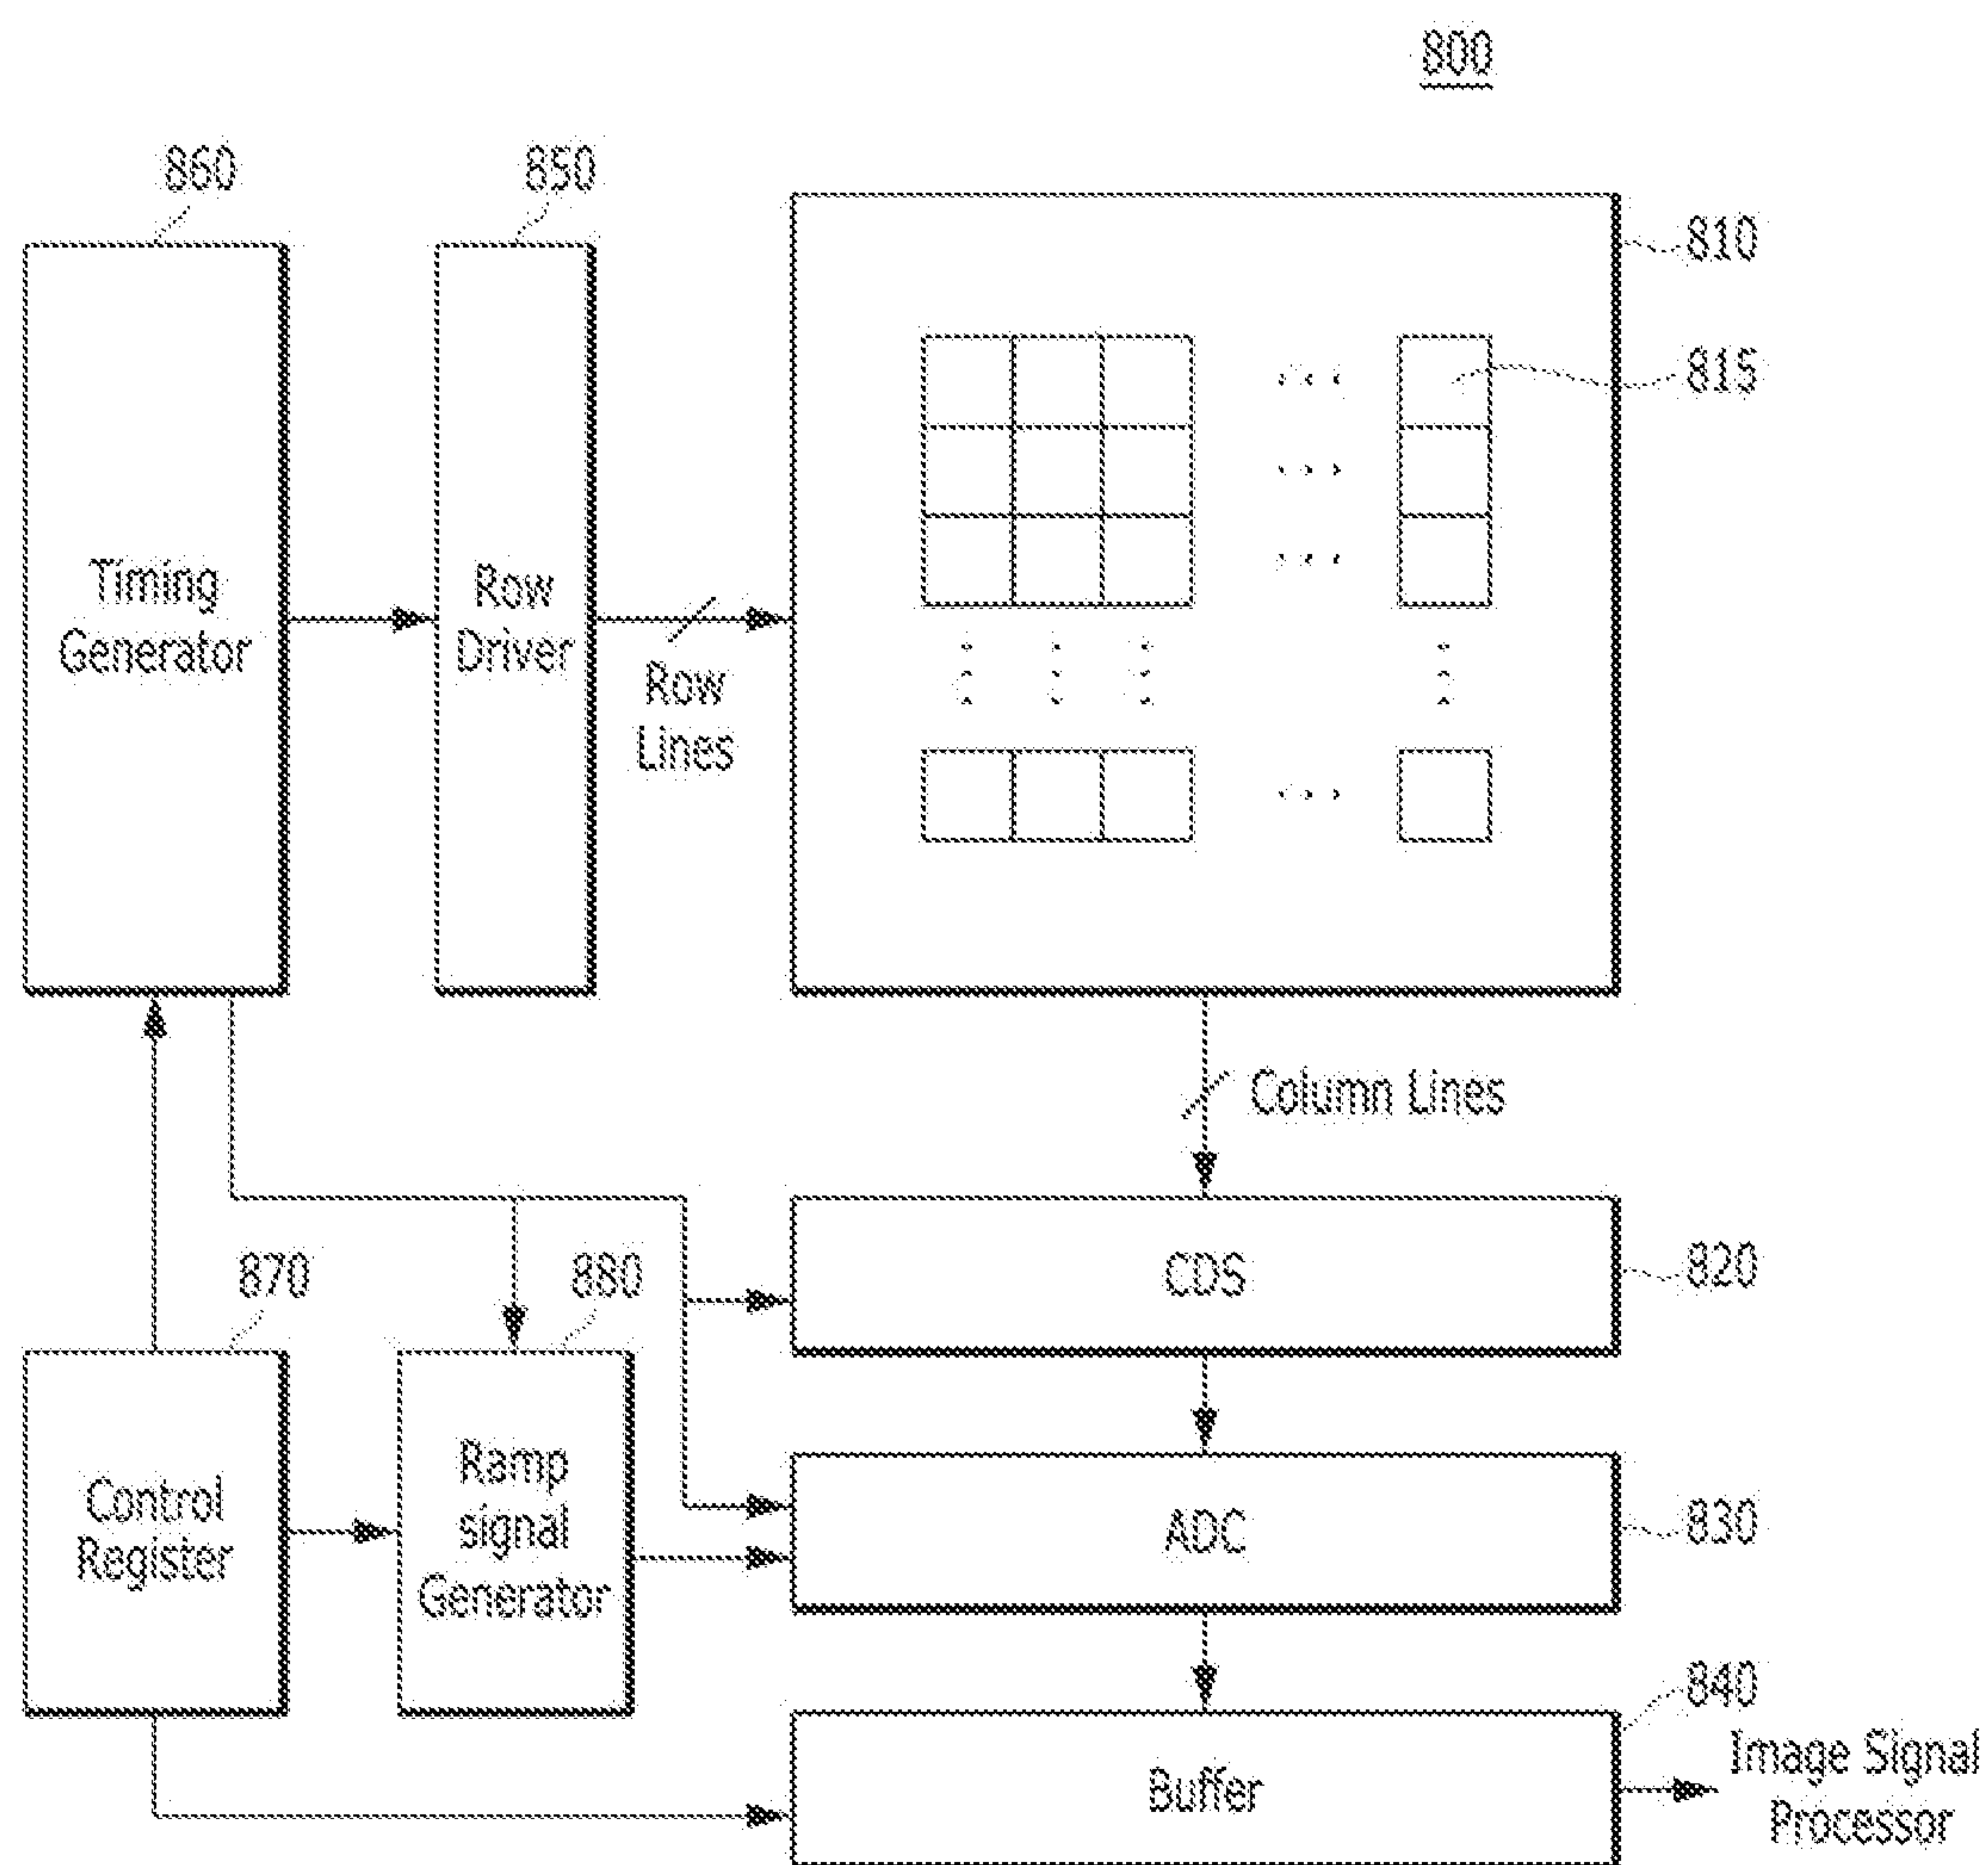 800
860
850
810
815
Timing
Generator
Row
Driver
Row
Lines
Column Lines
870
880
CDS
820
Control
Register
Ramp
signal
Generator
ADC
830
840
Buffer
Image Signal
Processor